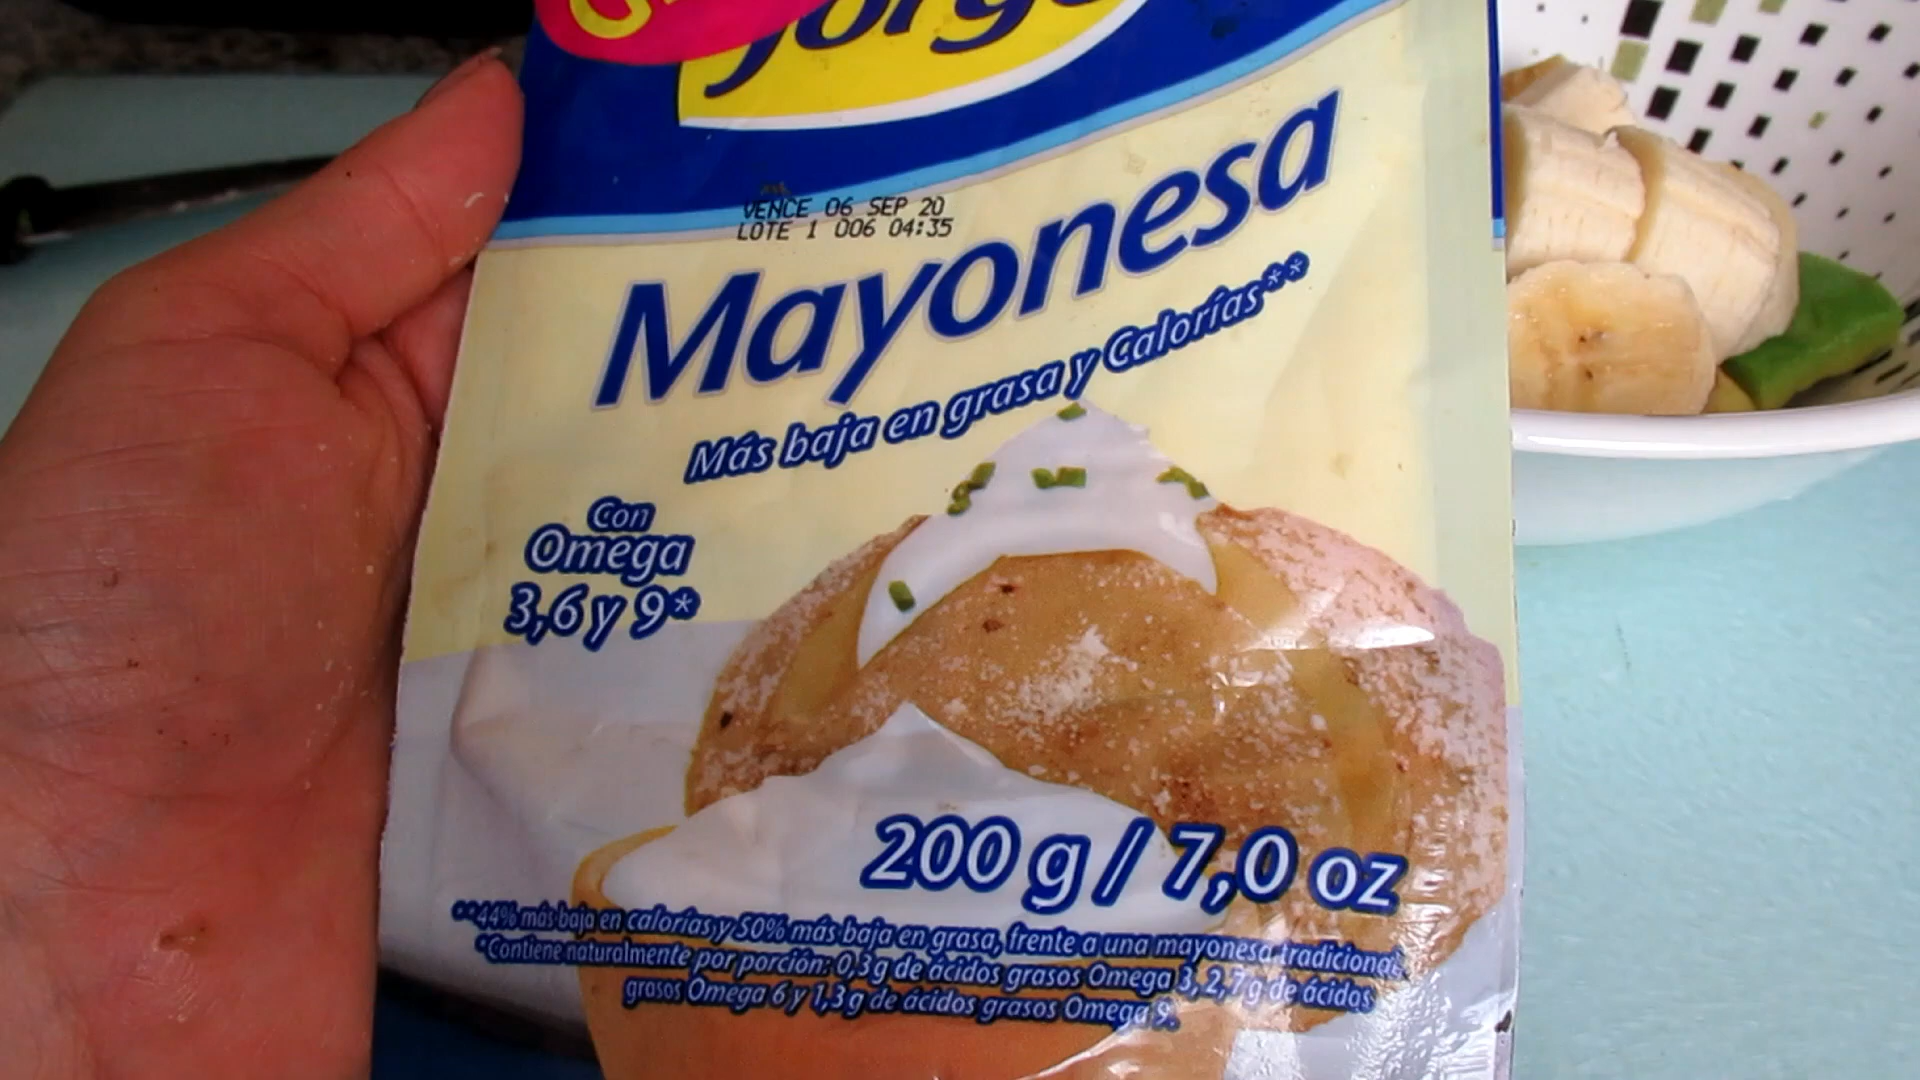 VENCE 06 SEP 20
LOTE 1 006 04:35
Mayonesa
Más baja en grasa y Calorías**
Con
Omega
3,6 y 9*
200 g / 7,0 oz
**44% más baja en calorías y 50% más baja en grasa, frente a una mayonesa tradicional.
*Contiene naturalmente por porción: 0,3g de ácidos grasos Omega 3, 2,7g de ácidos
grasos Omega 6 y 1,3g de ácidos grasos Omega 9.